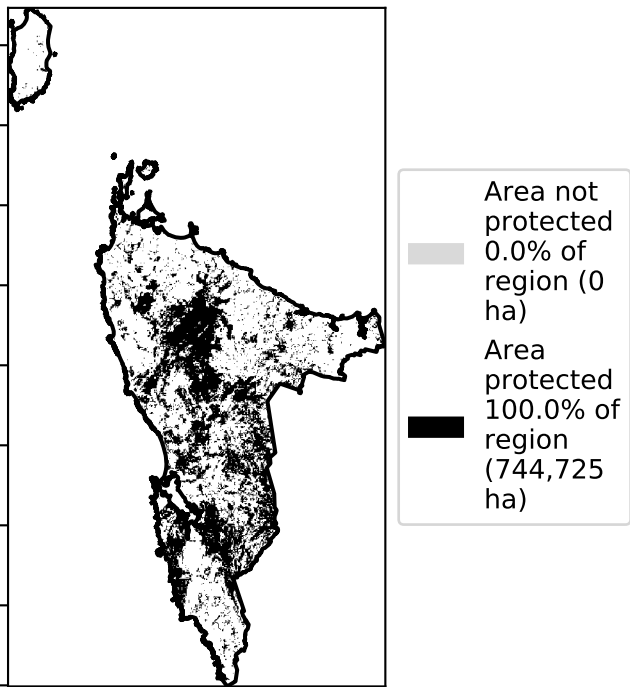 Area not
protected
0.0% of
region (0
ha)
Area
protected
100.0% of
region
(744,725
ha)